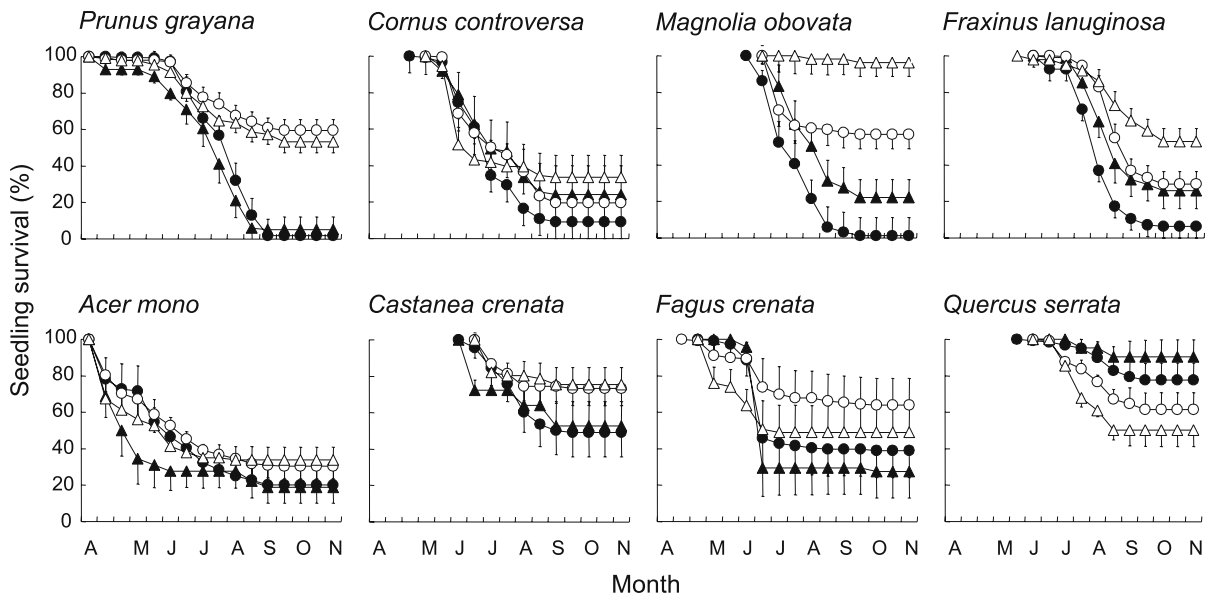 Prunus grayana
Cornus controversa
Magnolia obovata
Fraxinus lanuginosa
100
80
60
40
20
0
Seedling survival (%)
Acer mono
Castanea crenata
Fagus crenata
Quercus serrata
100
80
60
40
20
0
A M J J A S O N
A M J J A S O N
A M J J A S O N
A M J J A S O N
Month